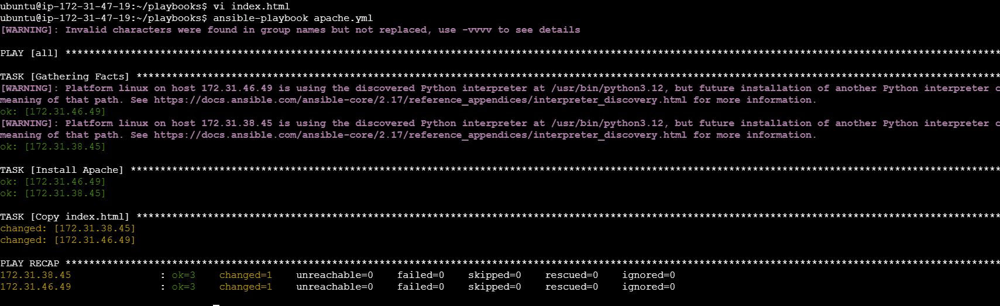 ubuntu@ip-172-31-47-19:~/playbooks$ vi index.html
ubuntu@ip-172-31-47-19:~/playbooks$ ansible-playbook apache.yml
[WARNING]: Invalid characters were found in group names but not replaced, use -vvvv to see details
PLAY [all] ****************************************************************************************************************************************************************
TASK [Gathering Facts] ****************************************************************************************************************************************************
[WARNING]: Platform linux on host 172.31.46.49 is using the discovered Python interpreter at /usr/bin/python3.12, but future installation of another Python interpreter c
meaning of that path. See https://docs.ansible.com/ansible-core/2.17/reference_appendices/interpreter_discovery.html for more information.
ok: [172.31.46.49]
[WARNING]: Platform linux on host 172.31.38.45 is using the discovered Python interpreter at /usr/bin/python3.12, but future installation of another Python interpreter c
meaning of that path. See https://docs.ansible.com/ansible-core/2.17/reference_appendices/interpreter_discovery.html for more information.
ok: [172.31.38.45]
TASK [Install Apache] *****************************************************************************************************************************************************
ok: [172.31.46.49]
ok: [172.31.38.45]
TASK [Copy index.html] ****************************************************************************************************************************************************
changed: [172.31.38.45]
changed: [172.31.46.49]
PLAY RECAP ****************************************************************************************************************************************************************
172.31.38.45               : ok=3    changed=1    unreachable=0    failed=0    skipped=0    rescued=0    ignored=0
172.31.46.49               : ok=3    changed=1    unreachable=0    failed=0    skipped=0    rescued=0    ignored=0